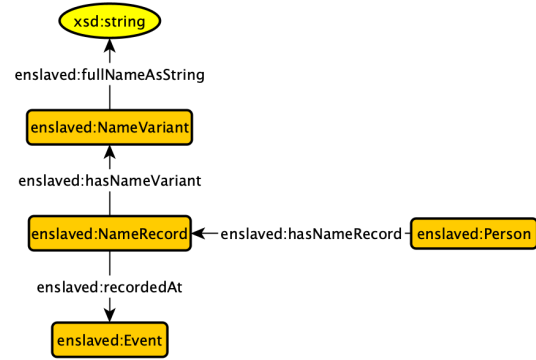 xsd:string
enslaved:fullNameAsString
enslaved:NameVariant
enslaved:hasNameVariant
enslaved:NameRecord
enslaved:hasNameRecord
enslaved:Person
enslaved:recordedAt
enslaved:Event